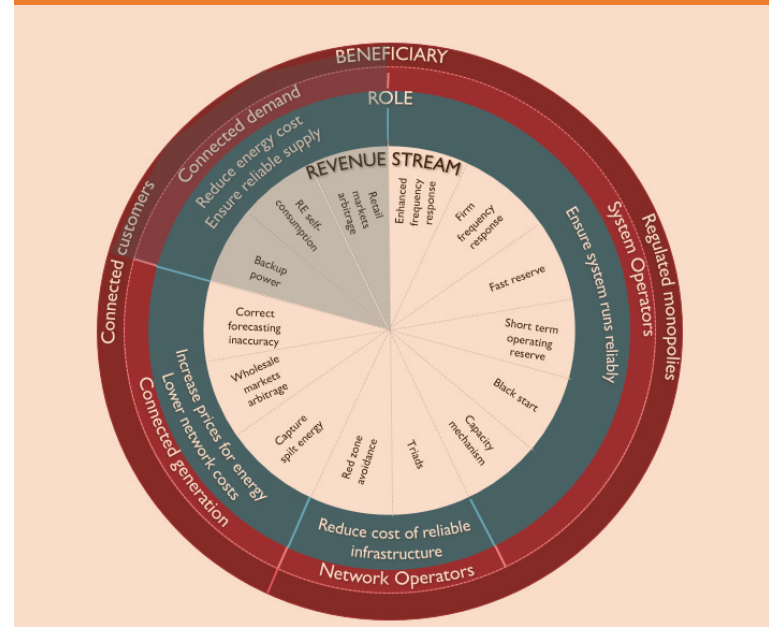 BENEFICIARY
ROLE
REVENUE STREAM
Connected customers
Connected demand
Reduce energy cost
Ensure reliable supply
Regulated monopolies
System Operators
Ensure system runs reliably
Enhanced
frequency
response
Firm
frequency
response
Fast reserve
Short term
operating
reserve
Black start
Capacity
mechanism
Triads
Red zone
avoidance
Capture
spilt energy
Wholesale
markets
arbitrage
Correct
forecasting
inaccuracy
Backup
power
RE self-
consumption
Retail
markets
arbitrage
Reduce cost of reliable
infrastructure
Network Operators
Increase prices for energy
Lower network costs
Connected generation